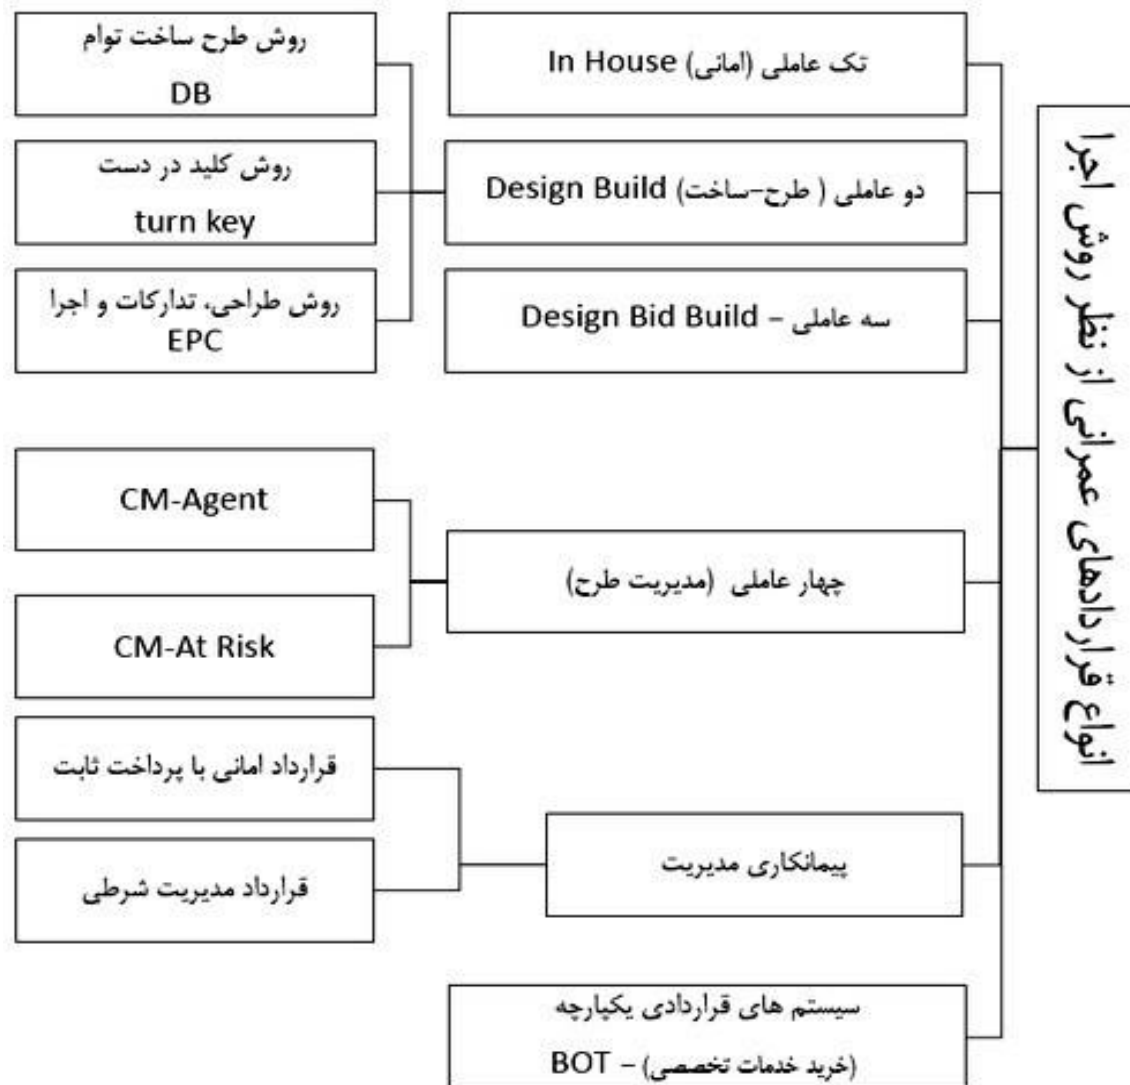 انواع قراردادهای عمرانی از نظر روش اجرا
تک عاملی (امانی) In House
دو عاملی ( طرح-ساخت) Design Build
روش طرح ساخت توام
DB
روش کلید در دست
turn key
روش طراحی، تدارکات و اجرا
EPC
سه عاملی – Design Bid Build
چهار عاملی (مدیریت طرح)
CM-Agent
CM-At Risk
پیمانکاری مدیریت
قرارداد امانی با پرداخت ثابت
قرارداد مدیریت شرطی
سیستم های قراردادی یکپارچه
(خرید خدمات تخصصی) – BOT